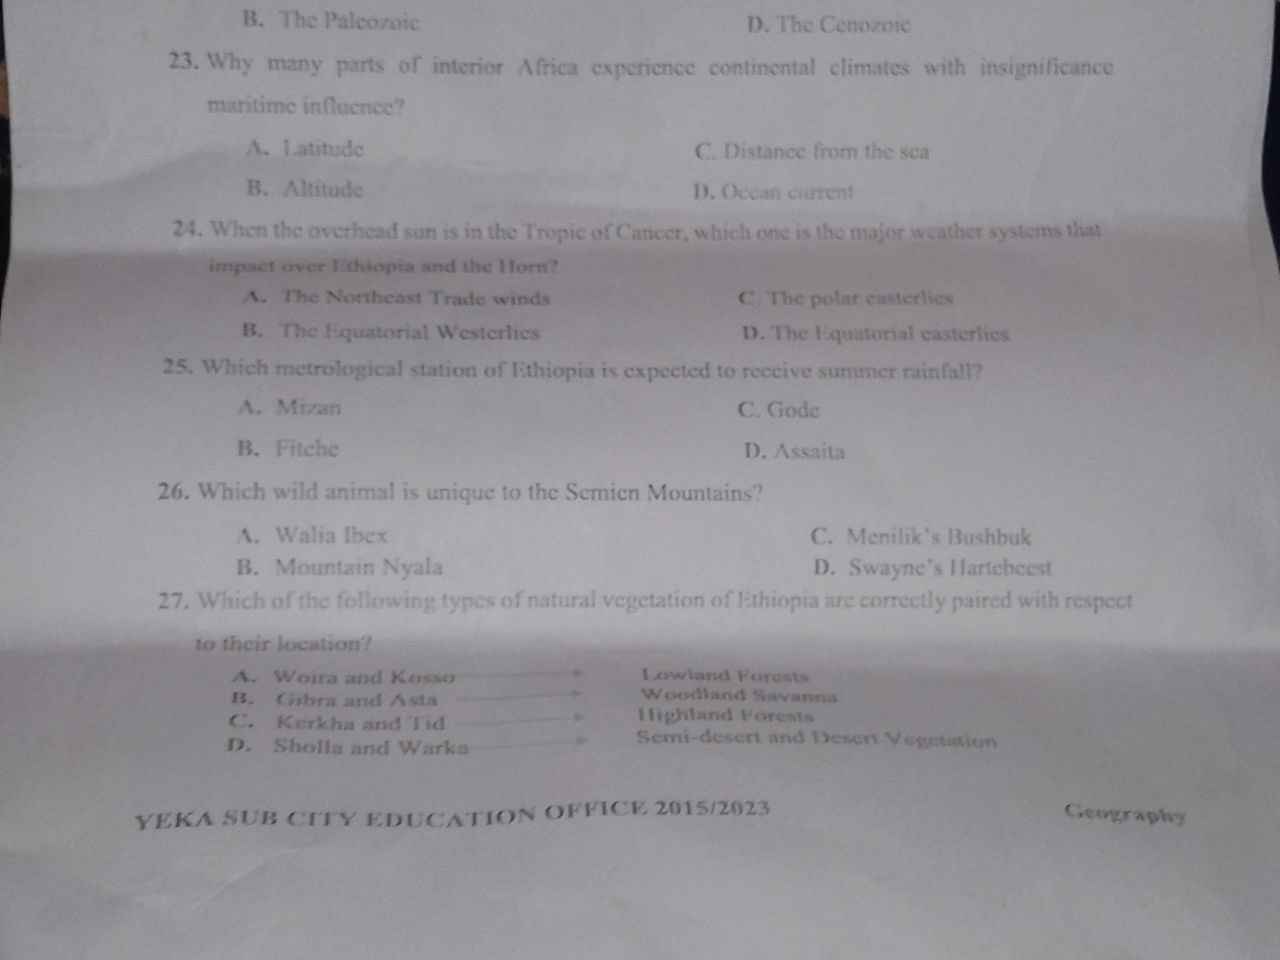 B. The Paleozoic D. The Cenozoic
23. Why many parts of interior Africa experience continental climates with insignificance
maritime influence?
A. Latitude C. Distance from the sea
B. Altitude D. Ocean current
24. When the overhead sun is in the Tropic of Cancer, which one is the major weather systems that
impact over Ethiopia and the Horn?
A. The Northeast Trade winds C. The polar easterlies
B. The Equatorial Westerlies D. The Equatorial easterlies
25. Which metrological station of Ethiopia is expected to receive summer rainfall?
A. Mizan C. Gode
B. Fitche D. Assaita
26. Which wild animal is unique to the Semien Mountains?
A. Walia Ibex C. Menilik's Bushbuk
B. Mountain Nyala D. Swayne's Hartebeest
27. Which of the following types of natural vegetation of Ethiopia are correctly paired with respect
to their location?
A. Woira and Kosso Lowland Forests
B. Gibra and Asta Woodland Savanna
C. Kerkha and Tid Highland Forests
D. Sholla and Warka Semi-desert and Desert Vegetation
YEKA SUB CITY EDUCATION OFFICE 2015/2023 Geography